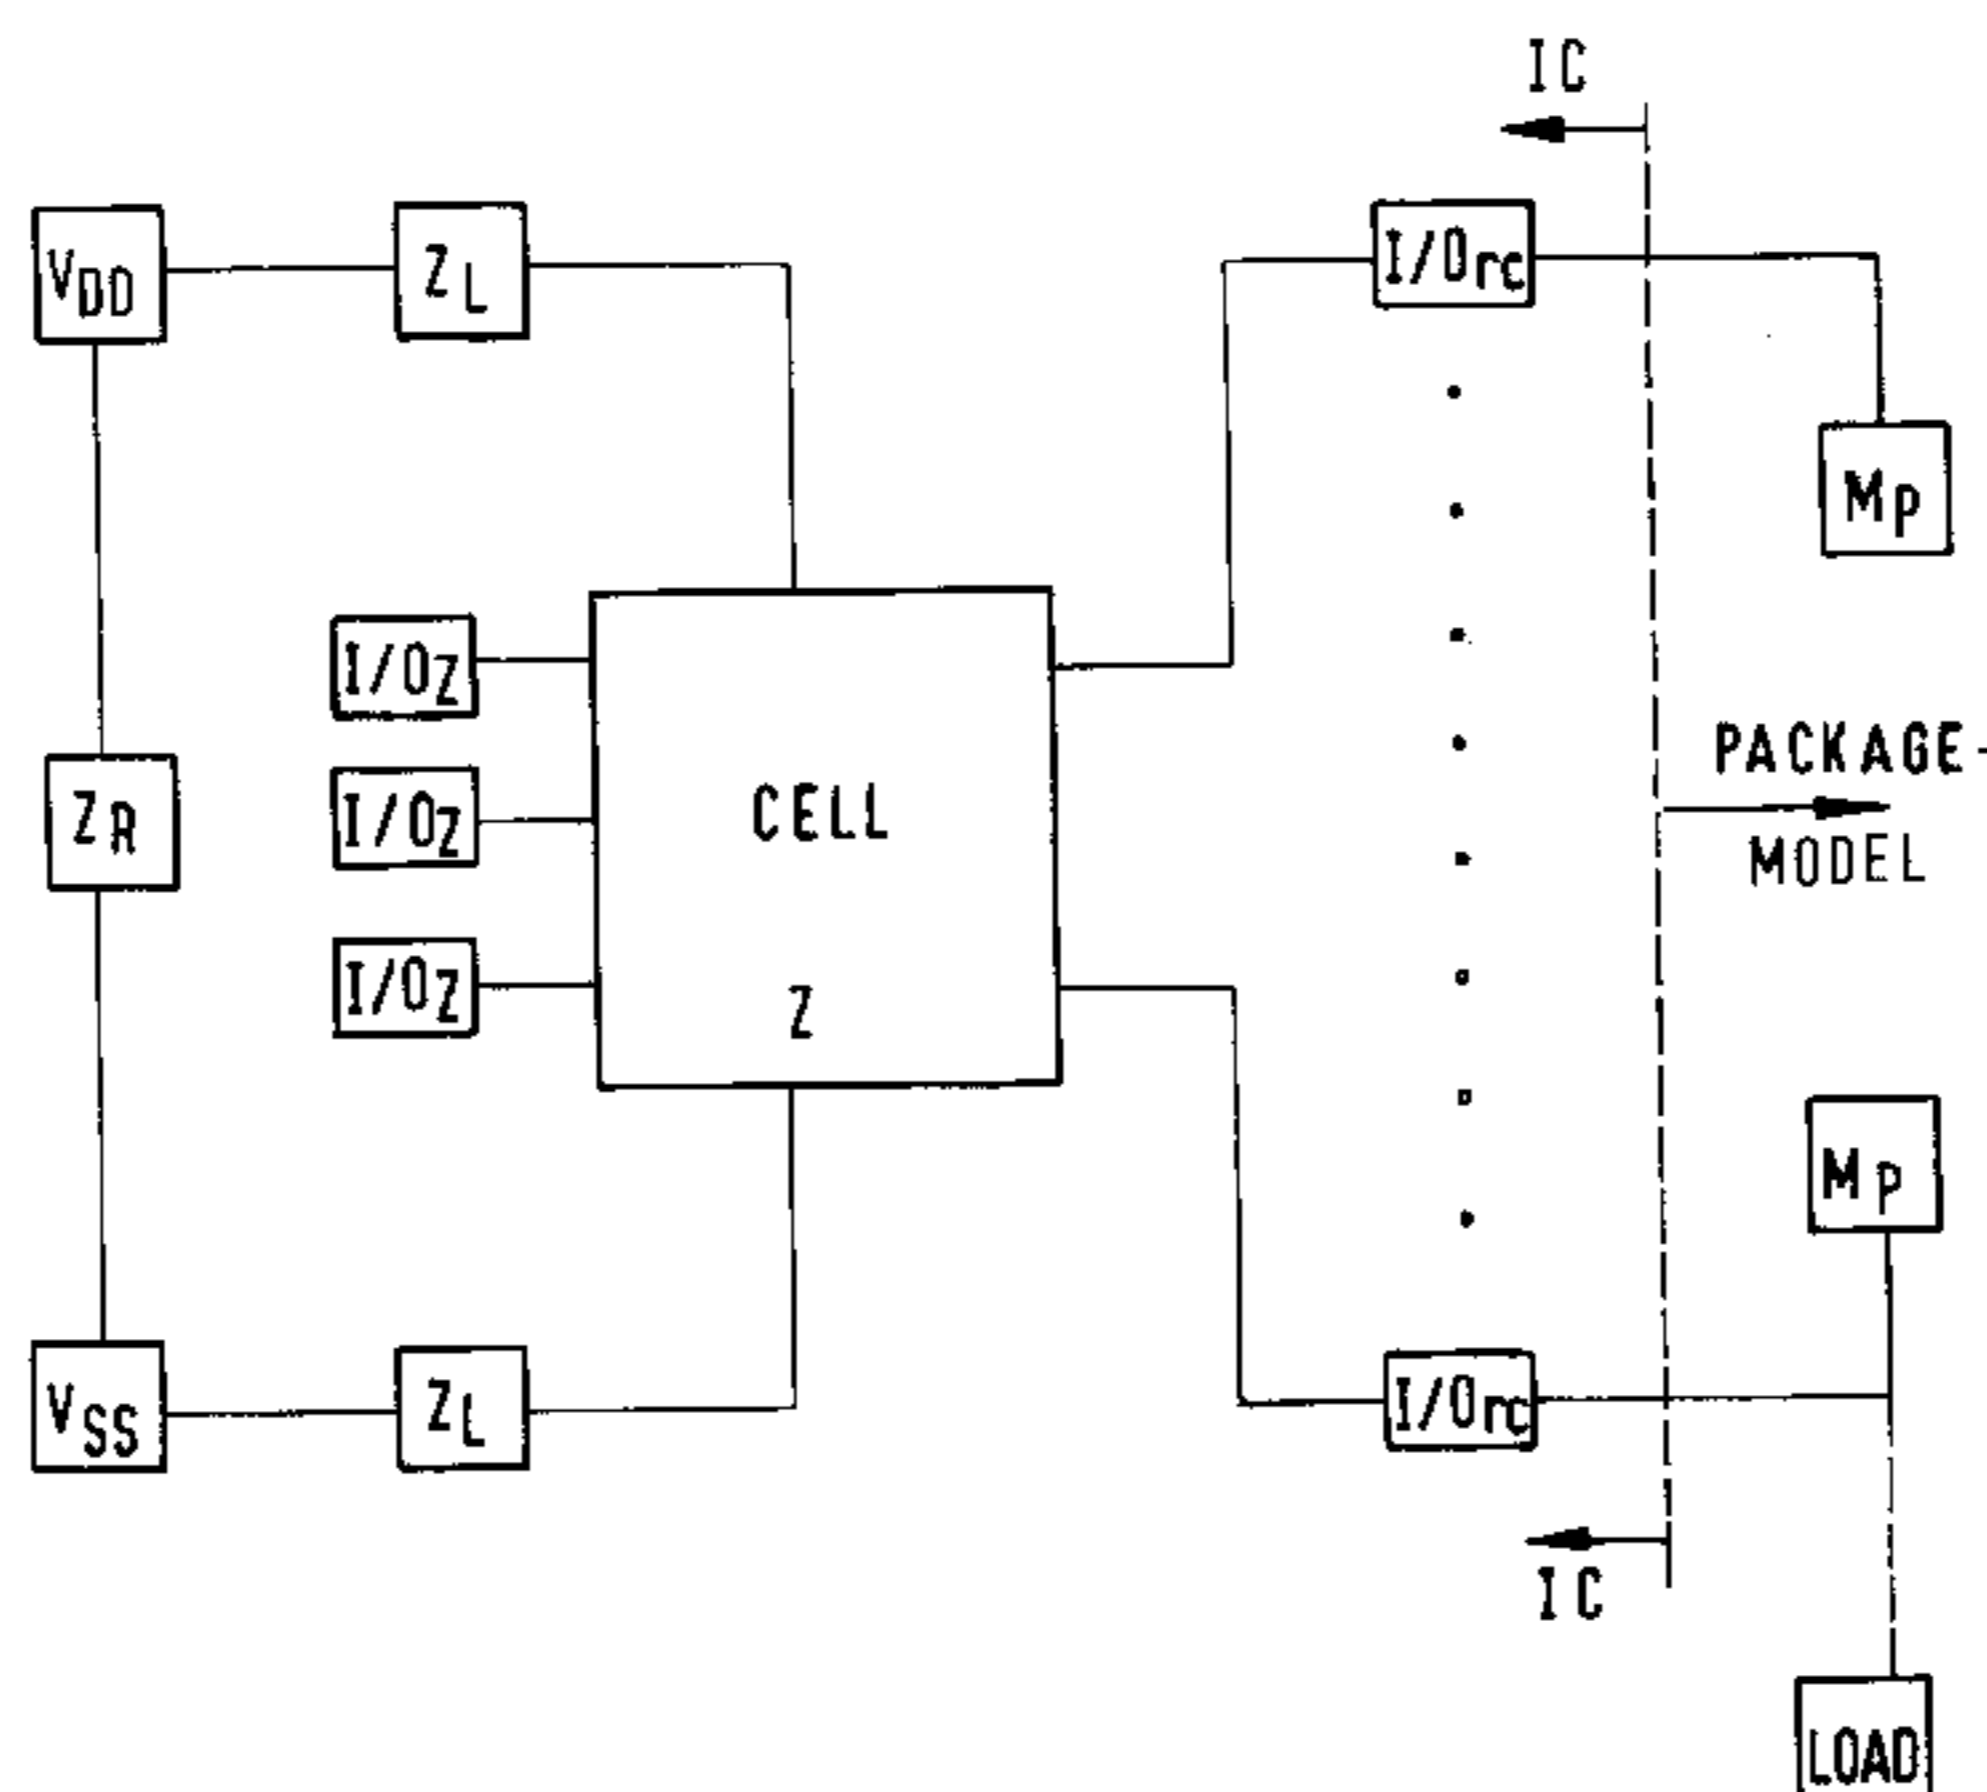 IC
VDD
ZL
I/Orc
MP
I/OZ
PACKAGE-
ZR
I/OZ
CELL
MODEL
I/OZ
Z
MP
VSS
ZL
I/Orc
IC
LOAD